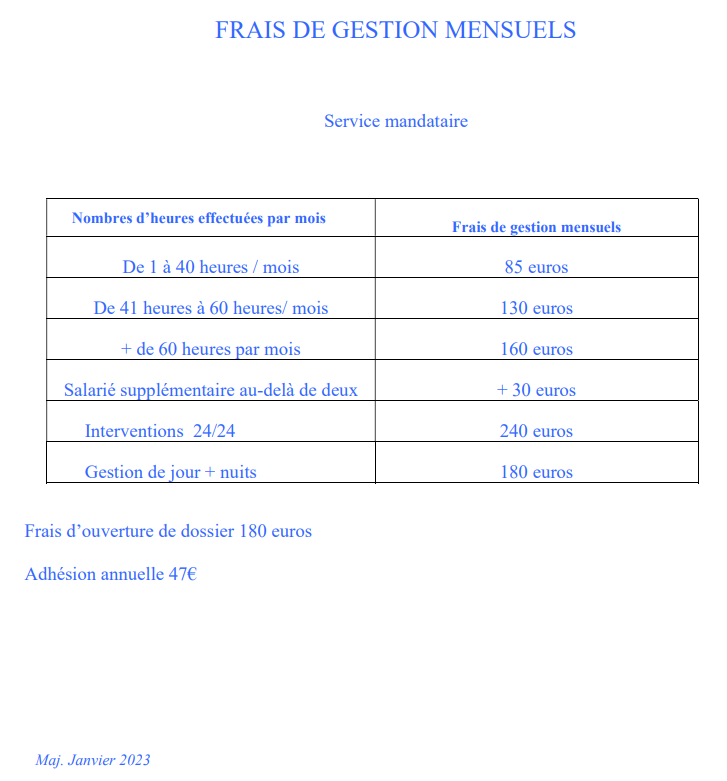 FRAIS DE GESTION MENSUELS
Service mandataire
Nombres d’heures effectuées par mois
Frais de gestion mensuels
De 1 à 40 heures / mois
85 euros
De 41 heures à 60 heures/ mois
130 euros
+ de 60 heures par mois
160 euros
Salarié supplémentaire au-delà de deux
+ 30 euros
Interventions  24/24
240 euros
Gestion de jour + nuits
180 euros
Frais d’ouverture de dossier 180 euros
Adhésion annuelle 47€
Maj. Janvier 2023